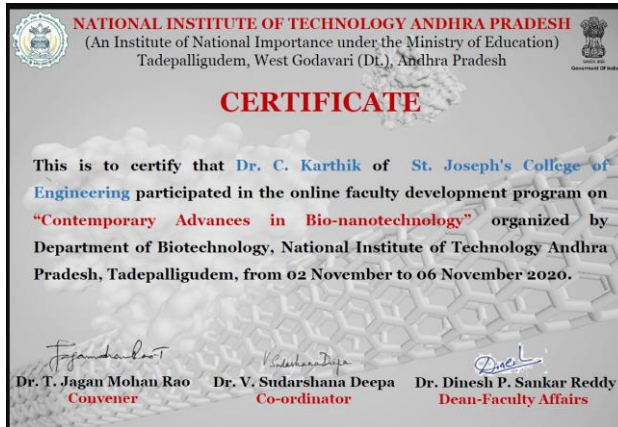 NATIONAL INSTITUTE OF TECHNOLOGY ANDHRA PRADESH
(An Institute of National Importance under the Ministry of Education)
Tadepalligudem, West Godavari (Dt.), Andhra Pradesh
Government Of India
CERTIFICATE
This is to certify that Dr. C. Karthik of St. Joseph's College of
Engineering participated in the online faculty development program on
“Contemporary Advances in Bio-nanotechnology” organized by
Department of Biotechnology, National Institute of Technology Andhra
Pradesh, Tadepalligudem, from 02 November to 06 November 2020.
Dr. T. Jagan Mohan Rao Dr. V. Sudarshana Deepa Dr. Dinesh P. Sankar Reddy
Convener Co-ordinator Dean-Faculty Affairs